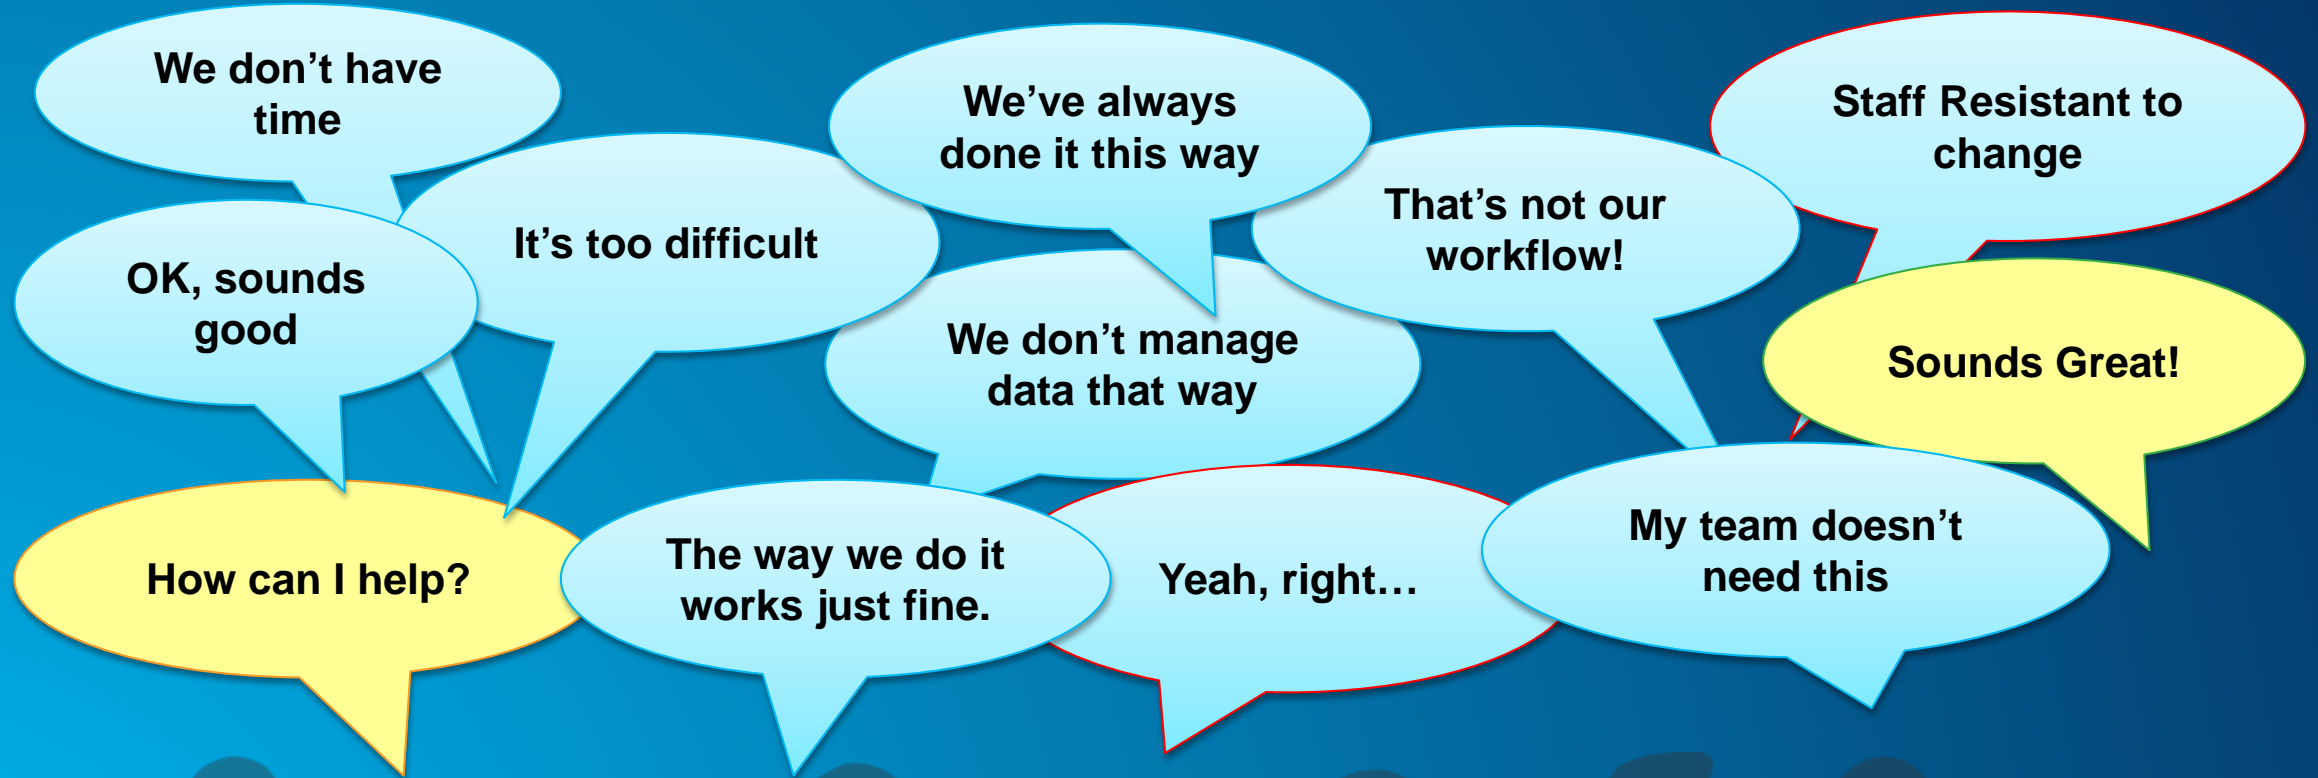 We don’t have
time
We’ve always
done it this way
Staff Resistant to
change
It’s too difficult
That’s not our
workflow!
OK, sounds
good
We don’t manage
data that way
Sounds Great!
How can I help?
The way we do it
works just fine.
Yeah, right…
My team doesn’t
need this